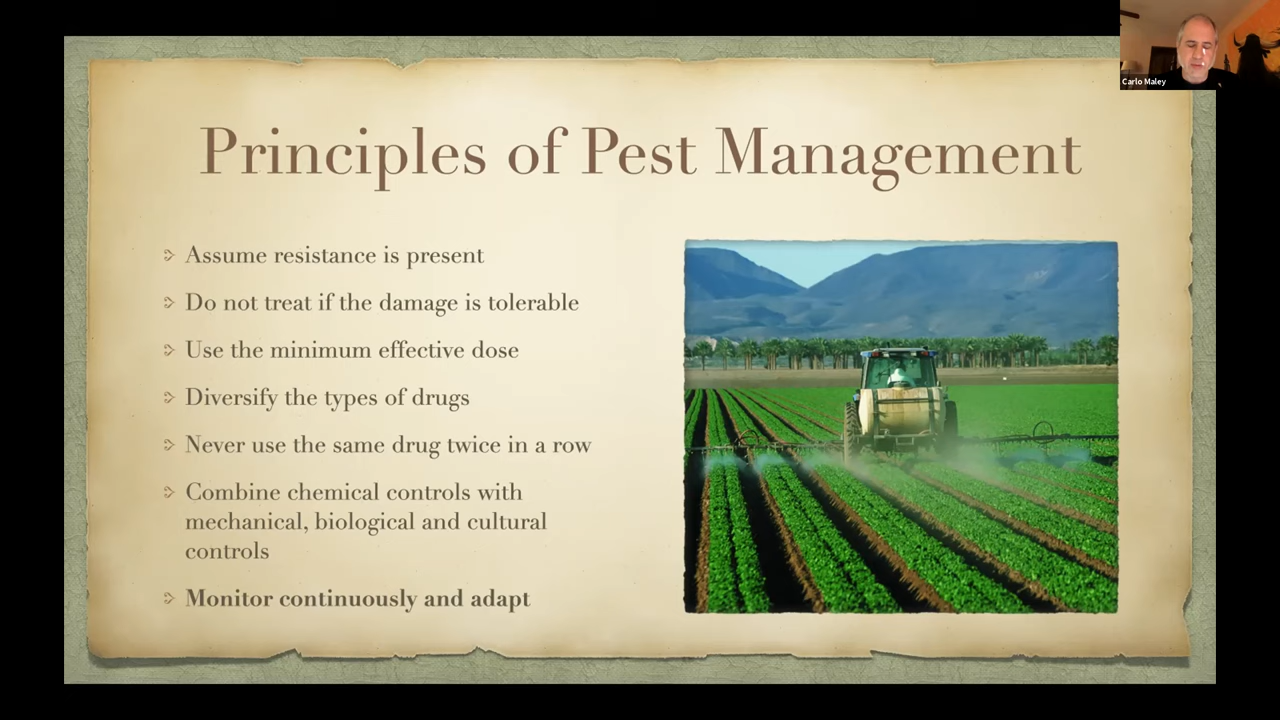 Carlo Maley
Principles of Pest Management
Assume resistance is present
Do not treat if the damage is tolerable
Use the minimum effective dose
Diversify the types of drugs
Never use the same drug twice in a row
Combine chemical controls with
mechanical, biological and cultural
controls
Monitor continuously and adapt